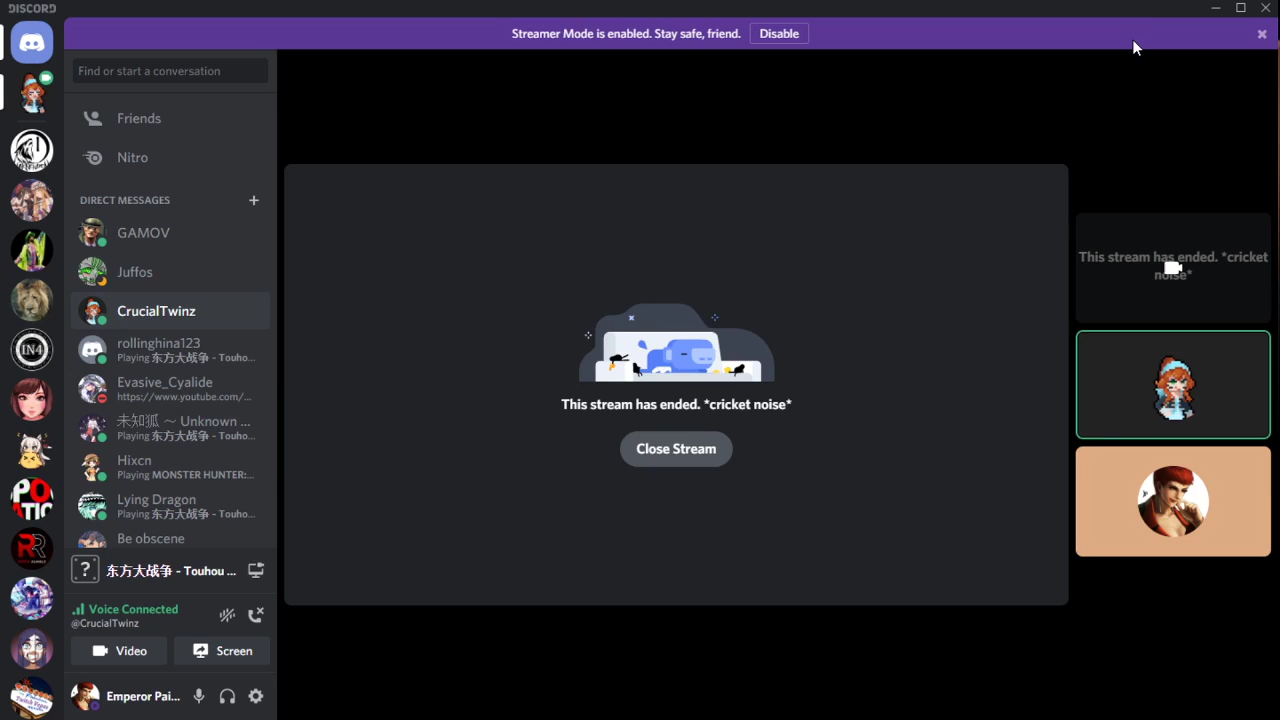 DISCORD
Streamer Mode is enabled. Stay safe, friend.
Disable
Find or start a conversation
Friends
Nitro
DIRECT MESSAGES
GAMOV
Juffos
CrucialTwinz
rollinghina123
Playing 东方大战争 - Touho...
Evasive_Cyalide
https://www.youtube.com/...
未知狐 ～ Unknown ...
Playing 东方大战争 - Touho...
Hixcn
Playing MONSTER HUNTER:...
Lying Dragon
Playing 东方大战争 - Touho...
Be obscene
东方大战争 - Touhou ...
Voice Connected
@CrucialTwinz
Video
Screen
Emperor Pai...
This stream has ended. *cricket noise*
Close Stream
This stream has ended. *cricket
noise*
IN4
PO
TIC
RR